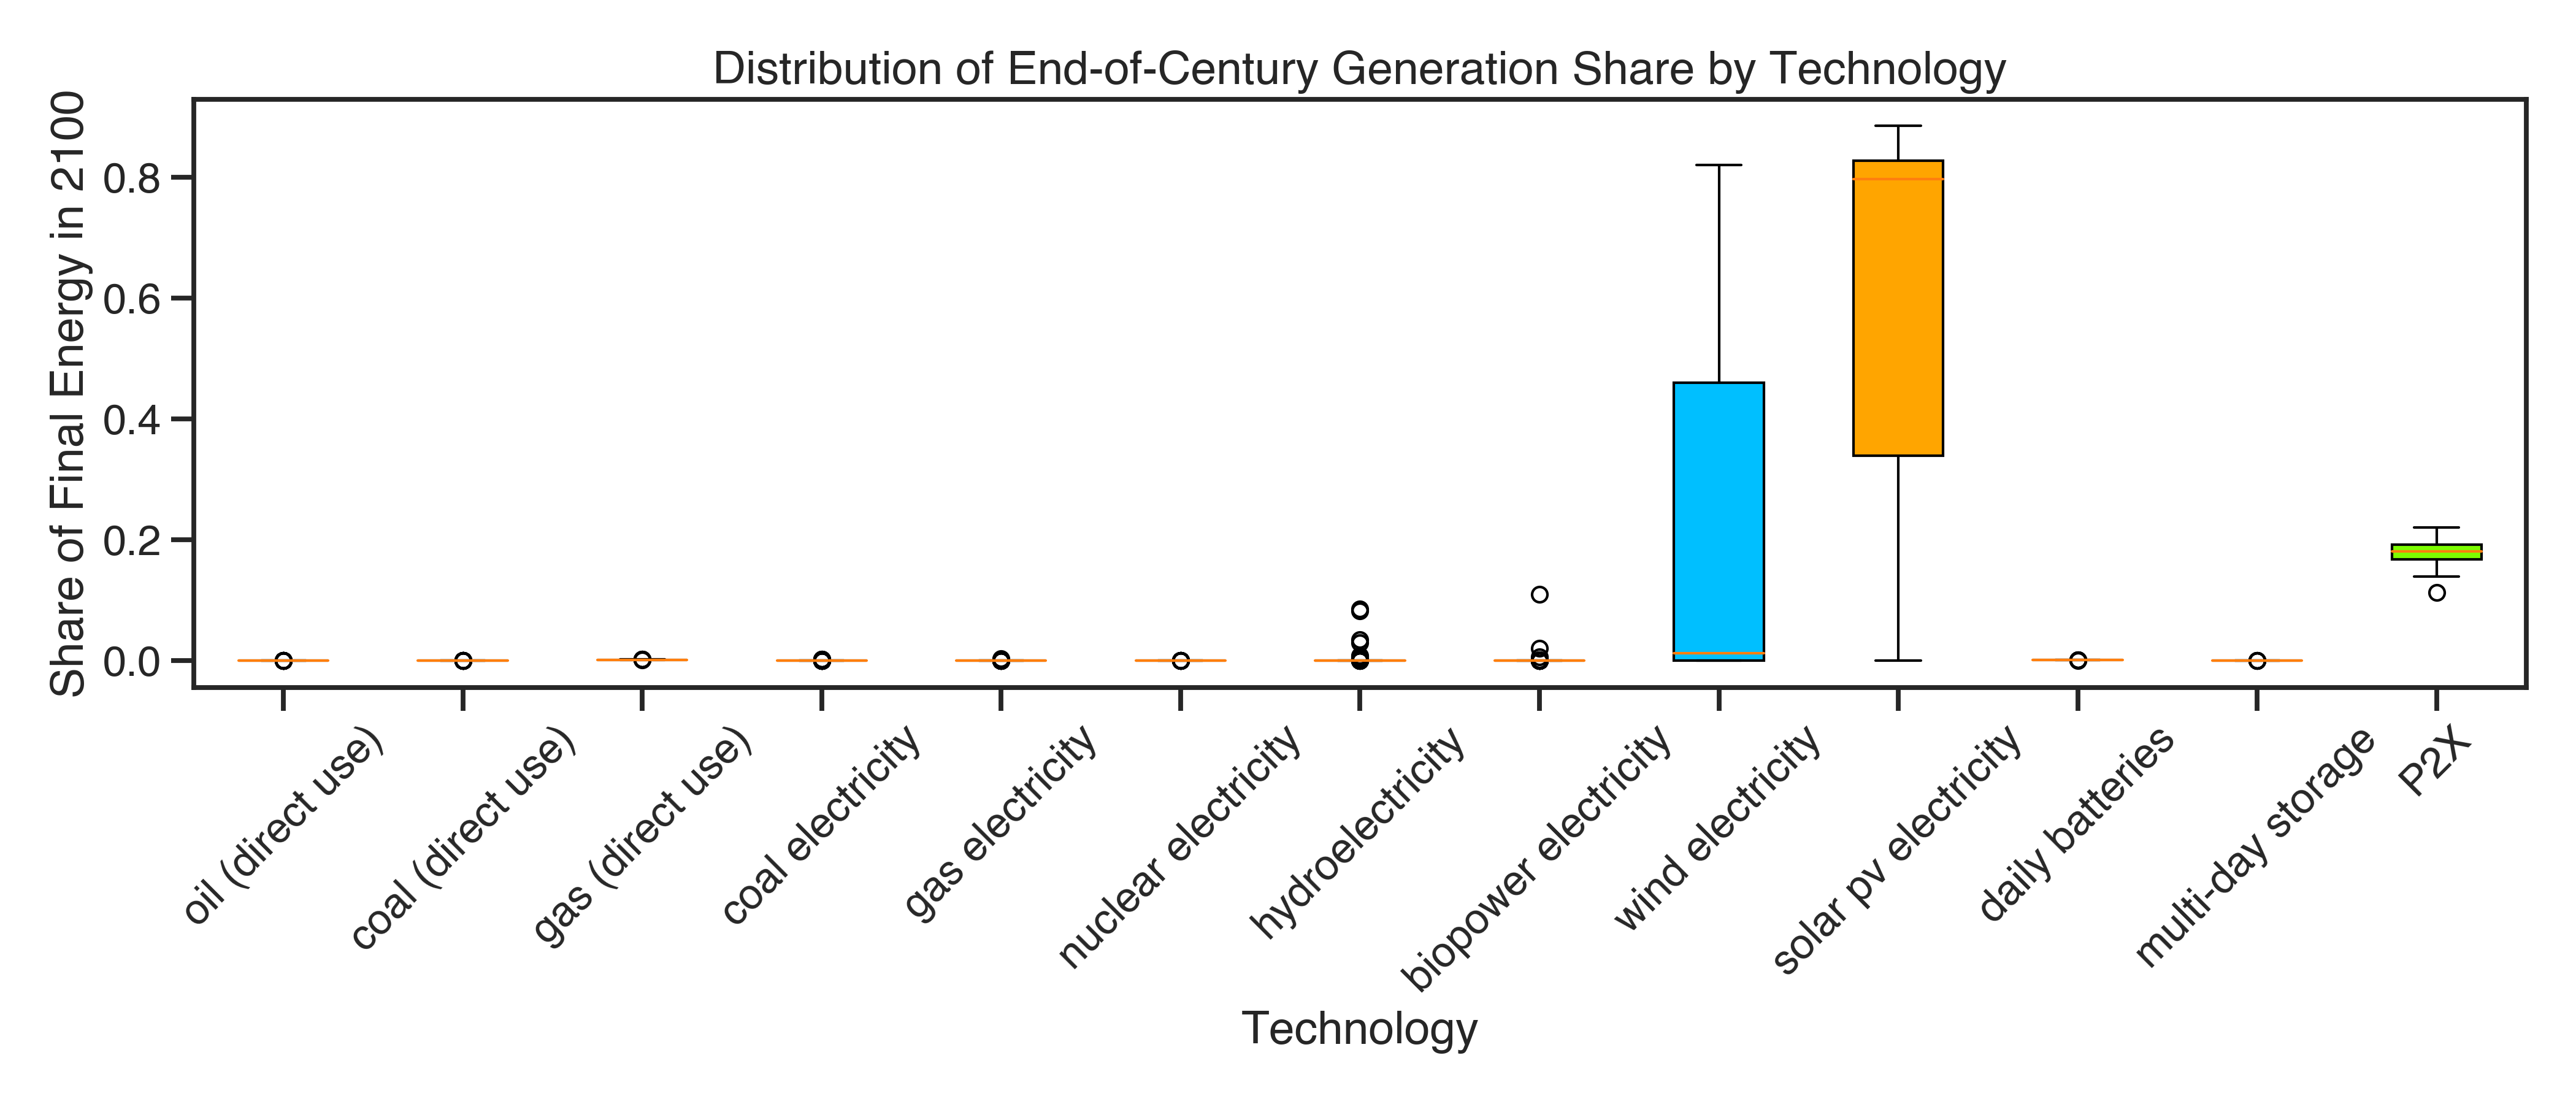 Distribution of End-of-Century Generation Share by Technology
Share of Final Energy in 2100
0.8
0.6
0.4
0.2
0.0
oil (direct use)
coal (direct use)
gas (direct use)
coal electricity
gas electricity
nuclear electricity
hydroelectricity
biopower electricity
wind electricity
solar pv electricity
daily batteries
multi-day storage
P2X
Technology